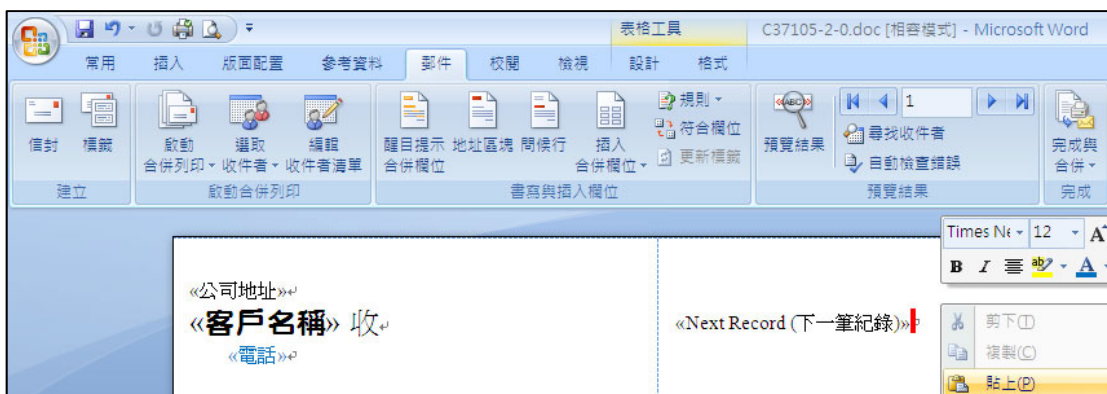 表格工具
C37105-2-0.doc [相容模式] - Microsoft Word
常用 插入 版面配置 參考資料 郵件 校閱 檢視 設計 格式
信封 標籤 啟動 選取 編輯 醒目提示 地址區塊 問候行 插入 規則 預覽結果 1 完成與
合併列印 收件者 收件者清單 合併欄位 合併欄位 符合欄位 尋找收件者 合併
更新標籤 自動檢查錯誤
建立 啟動合併列印 書寫與插入欄位 預覽結果 完成
Times Ne 12 A
B I ab A
«公司地址»
«客戶名稱» 收
«Next Record (下一筆紀錄)»
«電話»
剪下(T)
複製(C)
貼上(P)